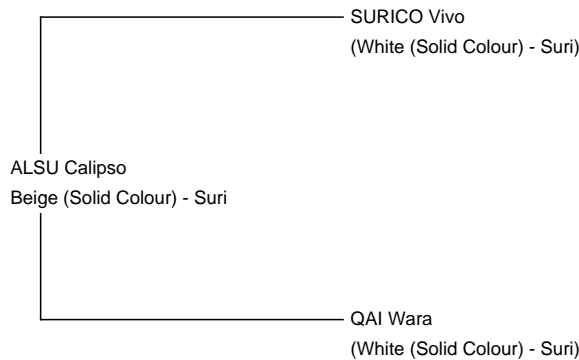 SURICO Vivo
(White (Solid Colour) - Suri)
ALSU Calipso
Beige (Solid Colour) - Suri
QAI Wara
(White (Solid Colour) - Suri)